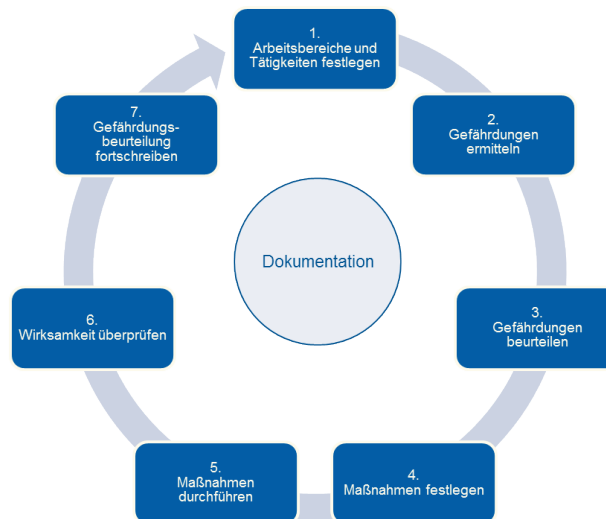 1.
Arbeitsbereiche und
Tätigkeiten festlegen
2.
Gefährdungen
ermitteln
3.
Gefährdungen
beurteilen
4.
Maßnahmen festlegen
5.
Maßnahmen
durchführen
6.
Wirksamkeit überprüfen
7.
Gefährdungs-
beurteilung
fortschreiben
Dokumentation